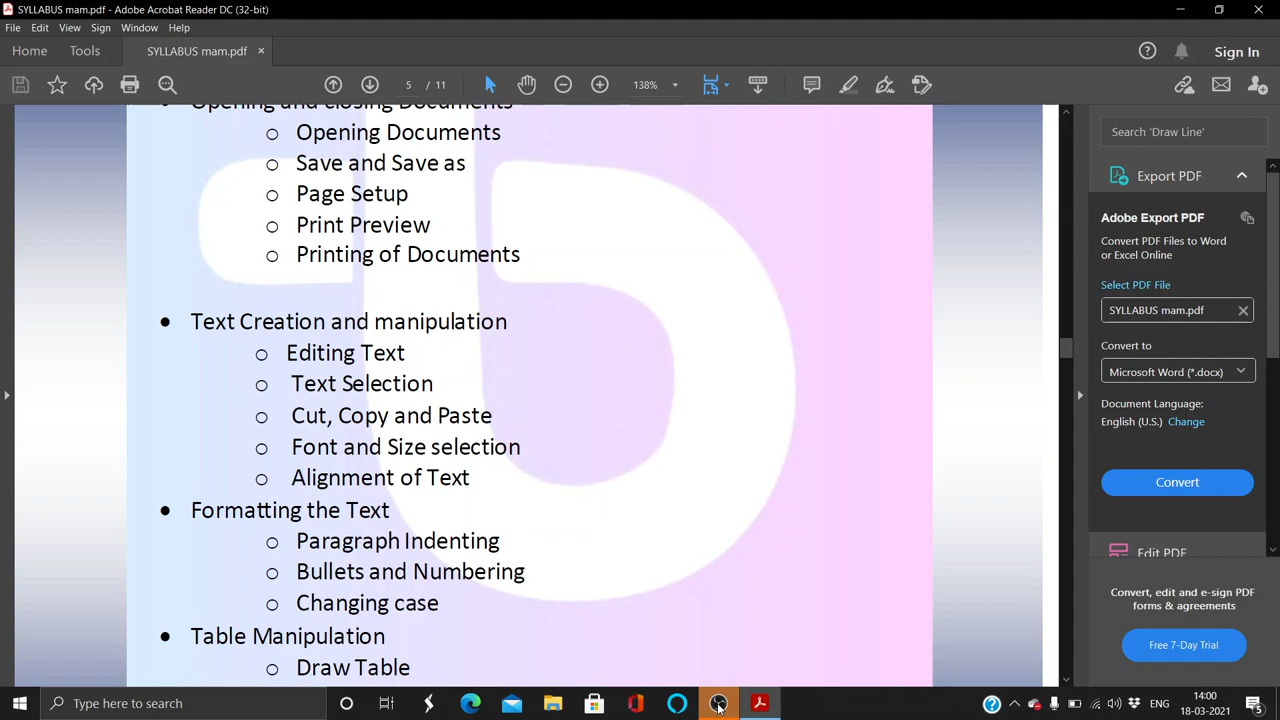 SYLLABUS mam.pdf - Adobe Acrobat Reader DC (32-bit)
File Edit View Sign Window Help
Home Tools SYLLABUS mam.pdf × Sign In
5 / 11 138%
Opening and closing Documents
o Opening Documents
o Save and Save as
o Page Setup
o Print Preview
o Printing of Documents
• Text Creation and manipulation
o Editing Text
o Text Selection
o Cut, Copy and Paste
o Font and Size selection
o Alignment of Text
• Formatting the Text
o Paragraph Indenting
o Bullets and Numbering
o Changing case
• Table Manipulation
o Draw Table
Search 'Draw Line'
Export PDF
Adobe Export PDF
Convert PDF Files to Word
or Excel Online
Select PDF File
SYLLABUS mam.pdf
Convert to
Microsoft Word (*.docx)
Document Language:
English (U.S.) Change
Convert
Edit PDF
Convert, edit and e-sign PDF
forms & agreements
Free 7-Day Trial
Type here to search
ENG
14:00
18-03-2021
5